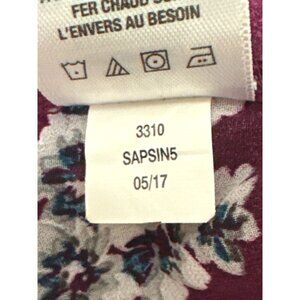 FER CHAUD
L'ENVERS AU BESOIN
3310
SAPSIN5
05/17